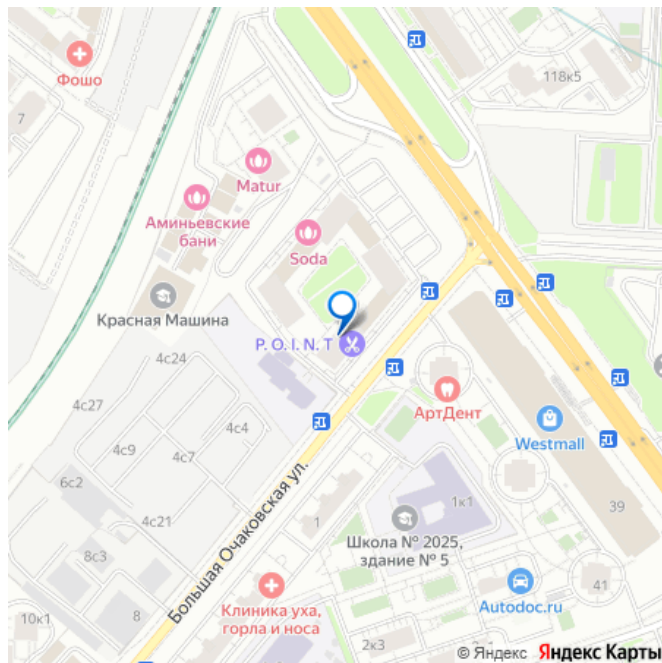 118к5
Фошо
7
Matur
Аминьевские
бани
Soda
Красная Машина
P. O. I. N. T
4с24
АртДент
4с27
4с4
Westmall
4с9
4с7
6с2
1к1
39
4с21
1
Школа № 2025,
здание № 5
8с3
Большая Очаковская ул.
41
Autodoc.ru
Клиника уха,
горла и носа
10к1
8
2к3
2к1
© Яндекс Яндекс Карты